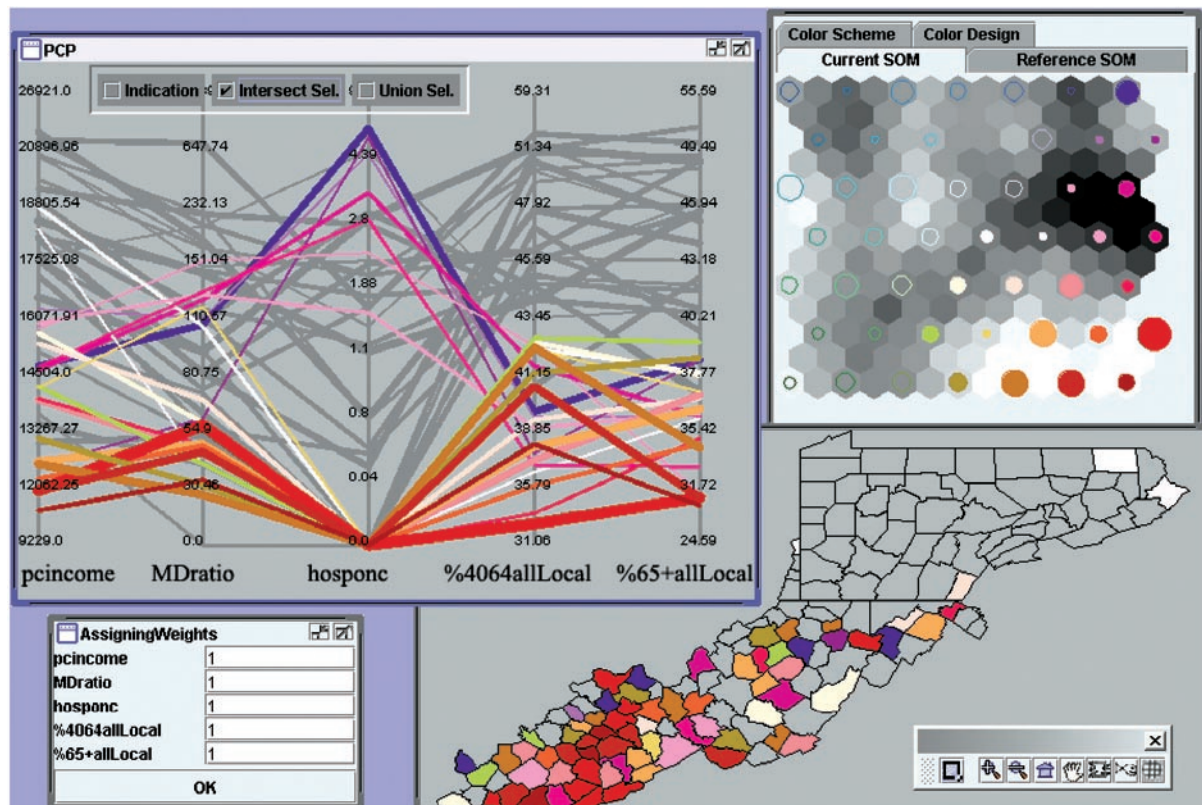 PCP
Indication
Intersect Sel.
Union Sel.
26921.0
59.31
55.59
20896.96
647.74
4.39
51.34
49.49
18805.54
232.13
2.8
47.92
45.94
17525.08
151.04
1.88
45.59
43.18
16071.91
110.57
1.1
43.45
40.21
14504.0
80.75
0.8
41.15
37.77
13267.27
54.9
38.85
35.42
12062.25
30.46
0.04
35.79
31.72
9229.0
0.0
0.0
31.06
24.59
pcincome
MDratio
hosponc
%4064allLocal
%65+allLocal
Color Scheme
Color Design
Current SOM
Reference SOM
AssigningWeights
pcincome
1
MDratio
1
hosponc
1
%4064allLocal
1
%65+allLocal
1
OK